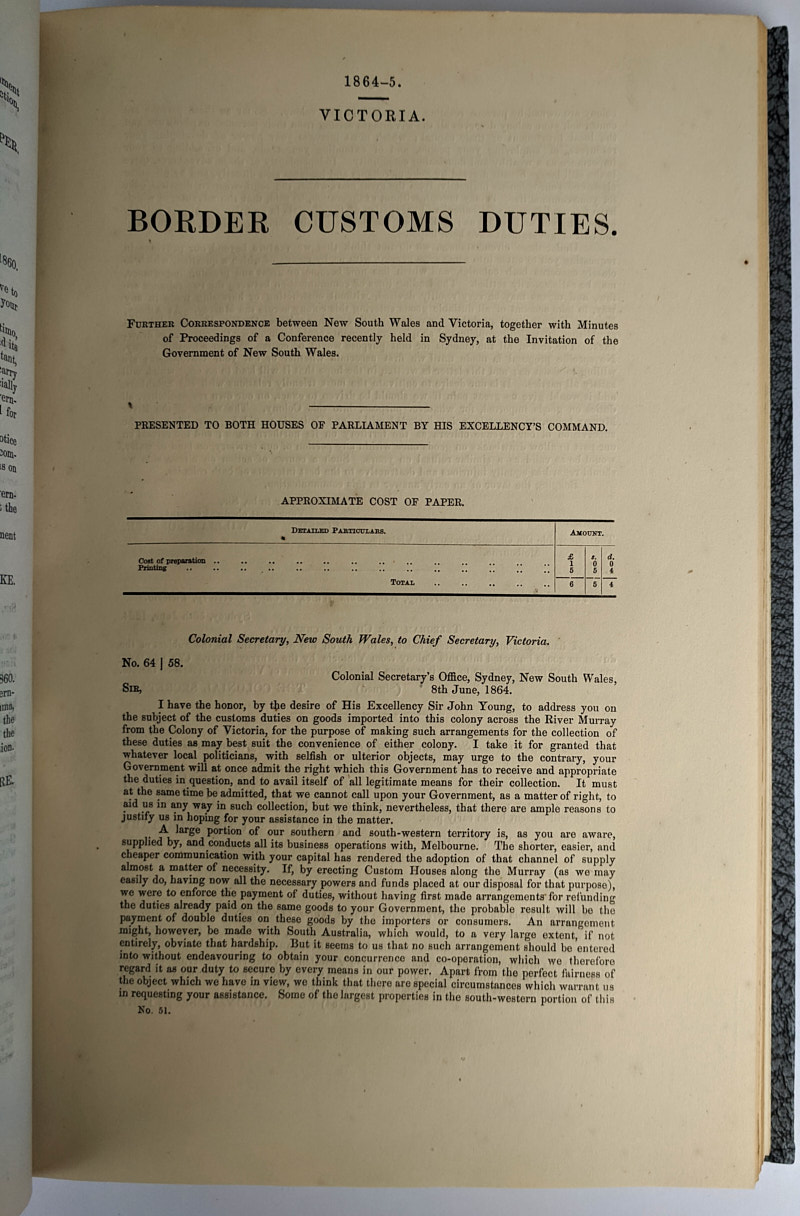 1864–5.
VICTORIA.
BORDER CUSTOMS DUTIES.
FURTHER CORRESPONDENCE between New South Wales and Victoria, together with Minutes
of Proceedings of a Conference recently held in Sydney, at the Invitation of the
Government of New South Wales.
PRESENTED TO BOTH HOUSES OF PARLIAMENT BY HIS EXCELLENCY'S COMMAND.
APPROXIMATE COST OF PAPER.
DETAILED PARTICULARS. AMOUNT.
£ s. d.
Cost of preparation .. .. .. .. .. .. .. .. .. .. .. .. .. 1 0 0
Printing .. .. .. .. .. .. .. .. .. .. .. .. .. .. 5 5 4
TOTAL .. .. .. .. .. 6 5 4
Colonial Secretary, New South Wales, to Chief Secretary, Victoria.
No. 64 | 58.
Colonial Secretary's Office, Sydney, New South Wales,
SIR, 8th June, 1864.
I have the honor, by the desire of His Excellency Sir John Young, to address you on
the subject of the customs duties on goods imported into this colony across the River Murray
from the Colony of Victoria, for the purpose of making such arrangements for the collection of
these duties as may best suit the convenience of either colony. I take it for granted that
whatever local politicians, with selfish or ulterior objects, may urge to the contrary, your
Government will at once admit the right which this Government has to receive and appropriate
the duties in question, and to avail itself of all legitimate means for their collection. It must
at the same time be admitted, that we cannot call upon your Government, as a matter of right, to
aid us in any way in such collection, but we think, nevertheless, that there are ample reasons to
justify us in hoping for your assistance in the matter.
A large portion of our southern and south-western territory is, as you are aware,
supplied by, and conducts all its business operations with, Melbourne. The shorter, easier, and
cheaper communication with your capital has rendered the adoption of that channel of supply
almost a matter of necessity. If, by erecting Custom Houses along the Murray (as we may
easily do, having now all the necessary powers and funds placed at our disposal for that purpose),
we were to enforce the payment of duties, without having first made arrangements for refunding
the duties already paid on the same goods to your Government, the probable result will be the
payment of double duties on these goods by the importers or consumers. An arrangement
might, however, be made with South Australia, which would, to a very large extent, if not
entirely, obviate that hardship. But it seems to us that no such arrangement should be entered
into without endeavouring to obtain your concurrence and co-operation, which we therefore
regard it as our duty to secure by every means in our power. Apart from the perfect fairness of
the object which we have in view, we think that there are special circumstances which warrant us
in requesting your assistance. Some of the largest properties in the south-western portion of this
No. 51.